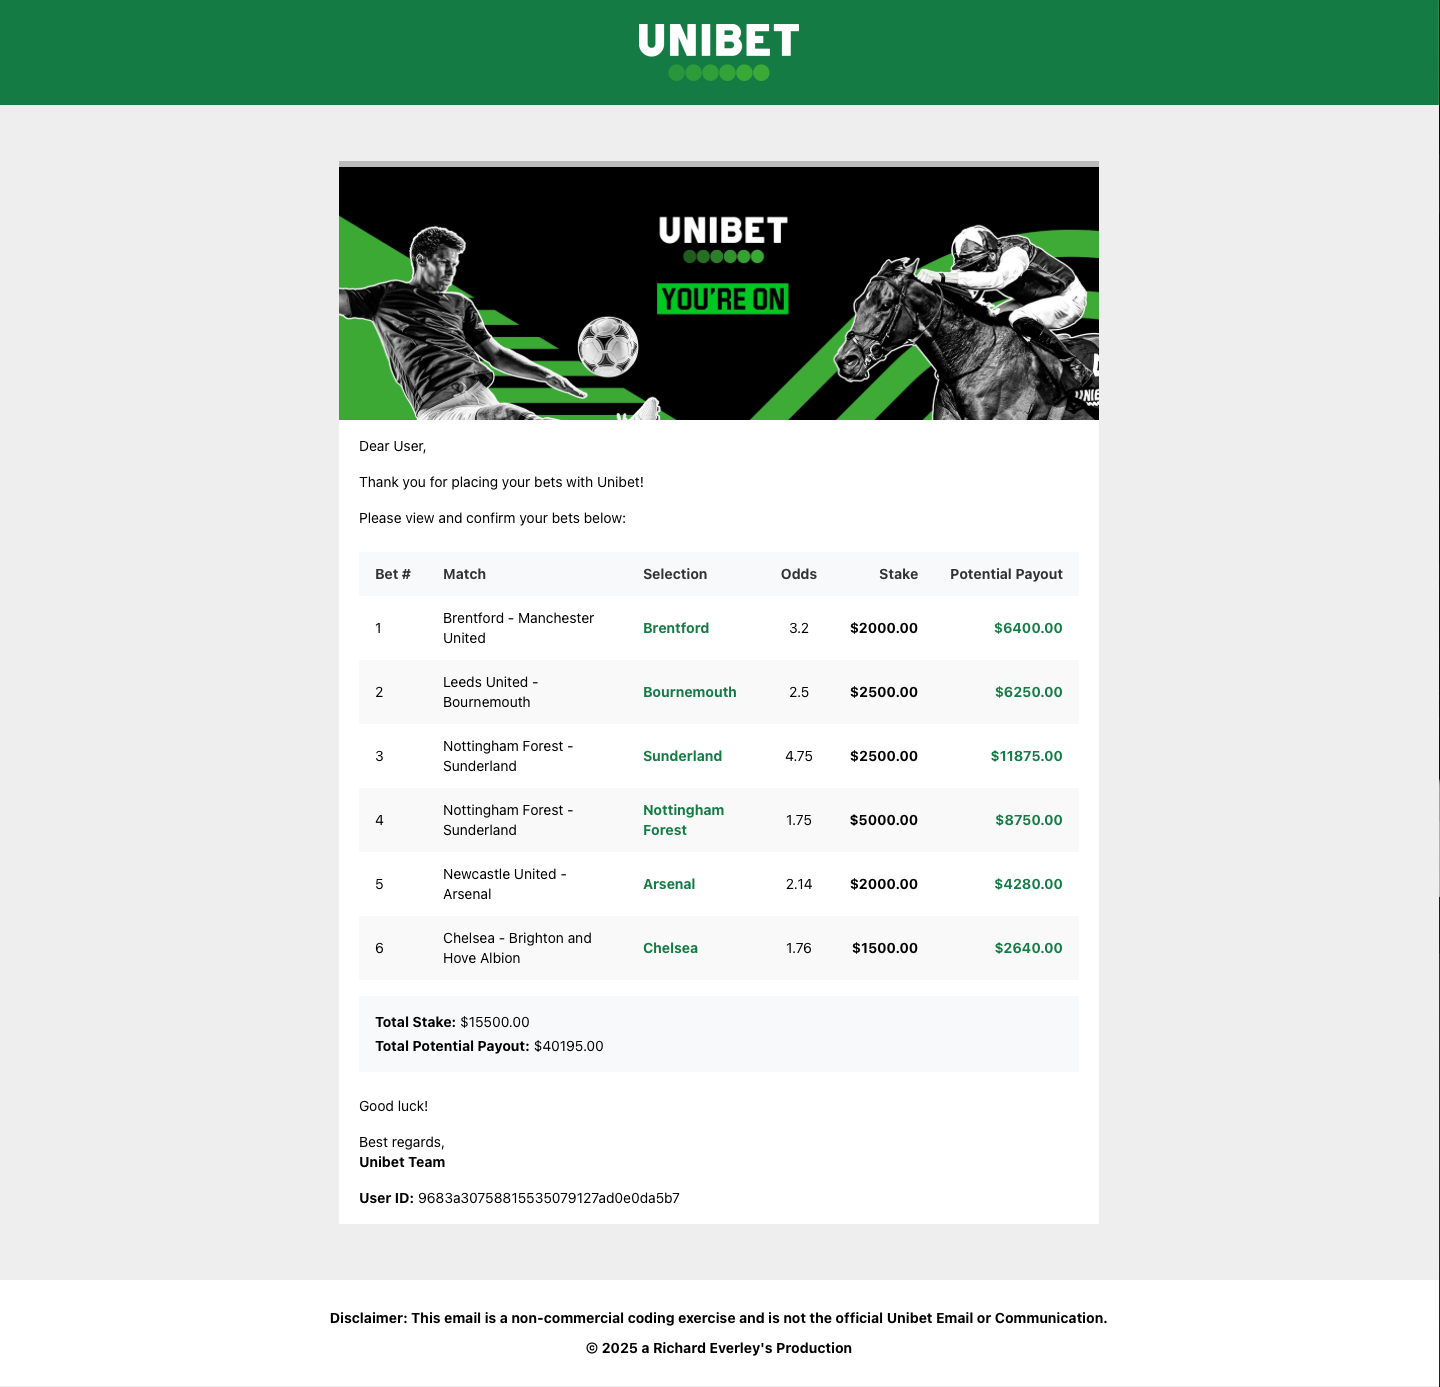 UNIBET
UNIBET
YOU'RE ON
Dear User,
Thank you for placing your bets with Unibet!
Please view and confirm your bets below:
Bet # Match Selection Odds Stake Potential Payout
1 Brentford - Manchester United Brentford 3.2 $2000.00 $6400.00
2 Leeds United - Bournemouth Bournemouth 2.5 $2500.00 $6250.00
3 Nottingham Forest - Sunderland Sunderland 4.75 $2500.00 $11875.00
4 Nottingham Forest - Sunderland Nottingham Forest 1.75 $5000.00 $8750.00
5 Newcastle United - Arsenal Arsenal 2.14 $2000.00 $4280.00
6 Chelsea - Brighton and Hove Albion Chelsea 1.76 $1500.00 $2640.00
Total Stake: $15500.00
Total Potential Payout: $40195.00
Good luck!
Best regards,
Unibet Team
User ID: 9683a30758815535079127ad0e0da5b7
Disclaimer: This email is a non-commercial coding exercise and is not the official Unibet Email or Communication.
© 2025 a Richard Everley's Production